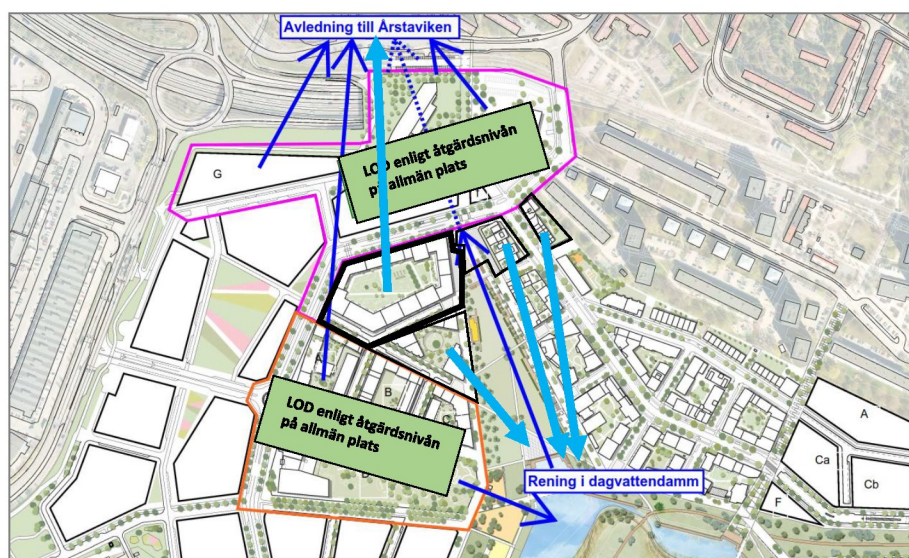 Avledning till Årstaviken
LOD enligt åtgärdsnivån
på allmän plats
G
A
B
LOD enligt åtgärdsnivån
på allmän plats
A
Ca
Cb
F
Rening i dagvattendamm